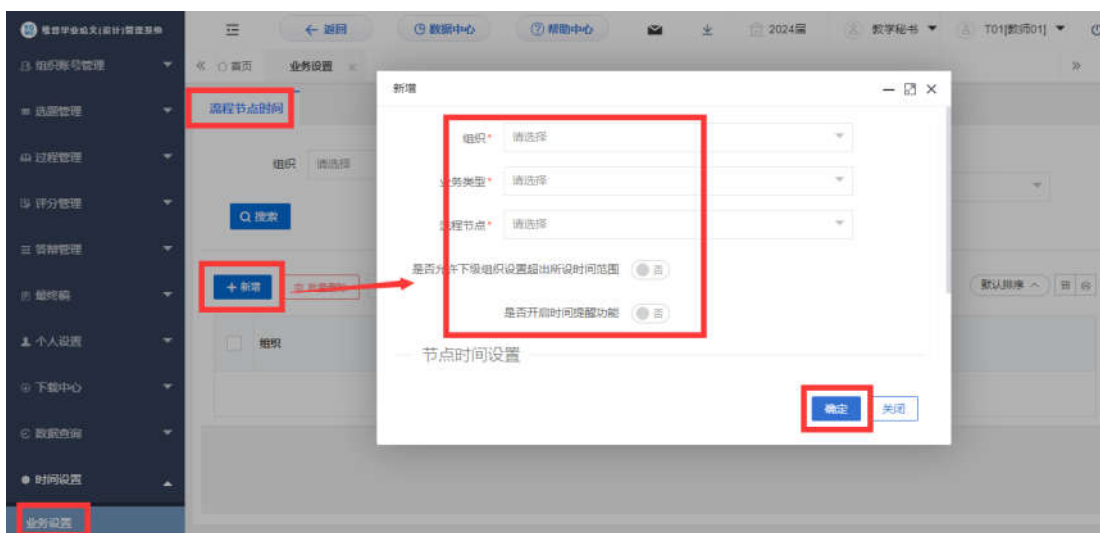 维普毕业论文(设计)管理系统
返回
数据中心
帮助中心
2024届
教学秘书
T01[教师01]
组织账号管理
首页
业务设置
新增
选题管理
流程节点时间
组织*
请选择
过程管理
组织
请选择
业务类型*
请选择
评分管理
搜索
流程节点*
请选择
答辩管理
是否允许下级组织设置超出所设时间范围
否
新增
批量删除
默认排序
最终稿
是否开启时间提醒功能
否
个人设置
组织
节点时间设置
下载中心
确定
关闭
数据查询
时间设置
业务设置